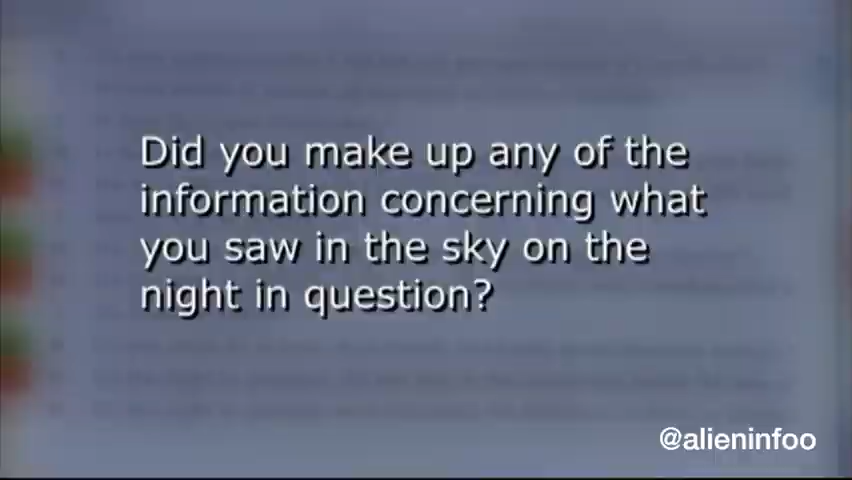 Did you make up any of the
information concerning what
you saw in the sky on the
night in question?
@alieninfoo